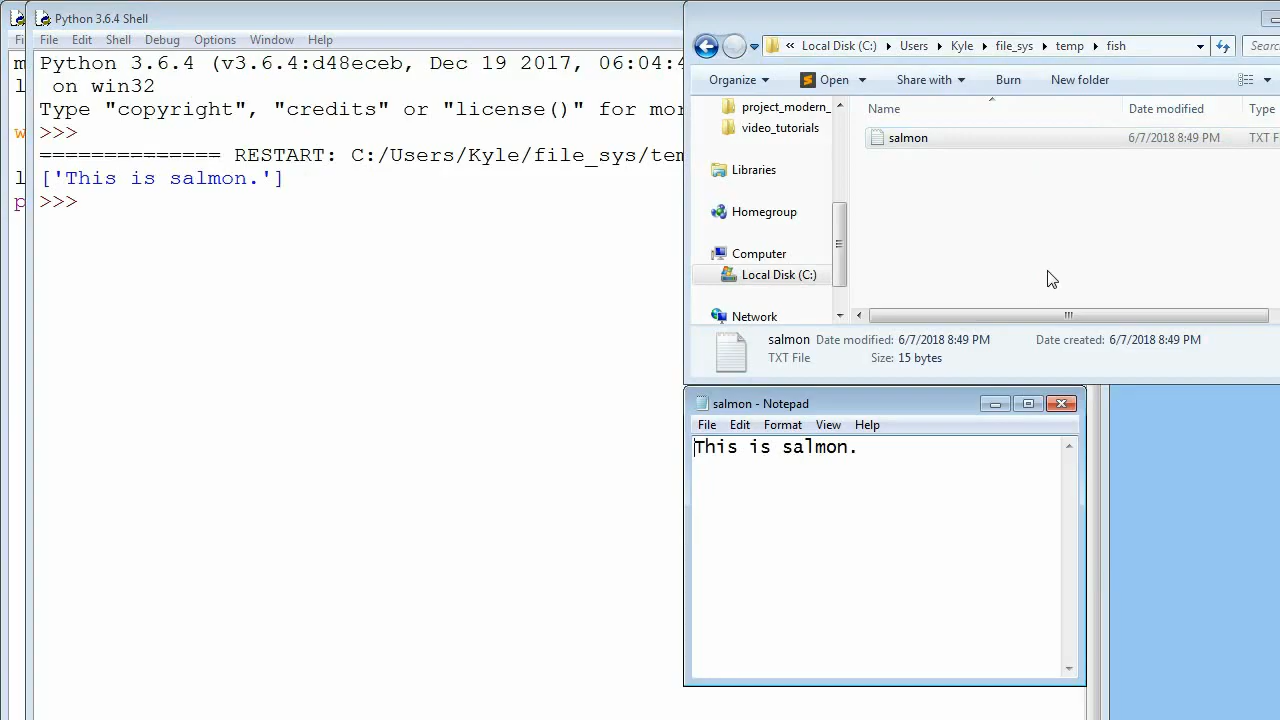 Python 3.6.4 Shell
File Edit Shell Debug Options Window Help
Python 3.6.4 (v3.6.4:d48eceb, Dec 19 2017, 06:04:4
on win32
Type "copyright", "credits" or "license()" for mor
>>>
============== RESTART: C:/Users/Kyle/file_sys/tem
['This is salmon.']
>>>
Fi
m
l
w
l
p
« Local Disk (C:) Users Kyle file_sys temp fish
Sear
Organize Open Share with Burn New folder
Name Date modified Type
project_modern_
video_tutorials
Libraries
Homegroup
Computer
Local Disk (C:)
Network
salmon 6/7/2018 8:49 PM TXT F
salmon Date modified: 6/7/2018 8:49 PM Date created: 6/7/2018 8:49 PM
TXT File Size: 15 bytes
salmon - Notepad
File Edit Format View Help
This is salmon.